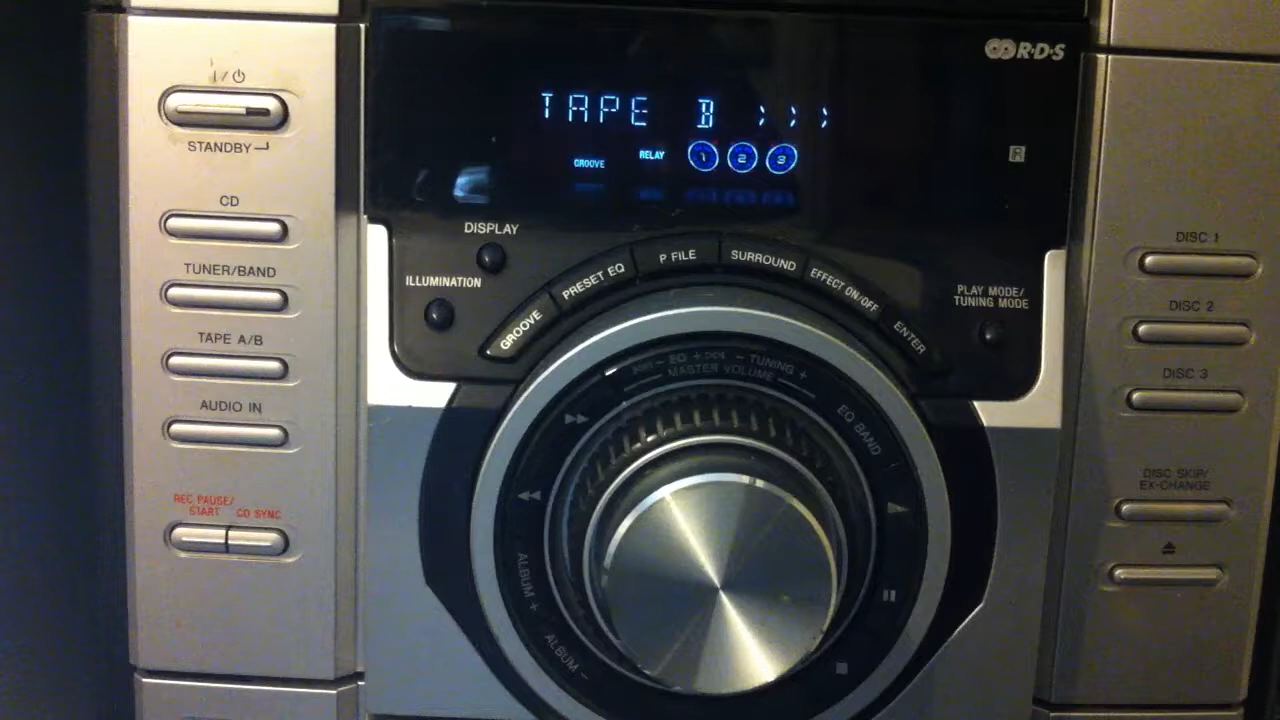 I/⏻
STANDBY
CD
TUNER/BAND
TAPE A/B
AUDIO IN
REC PAUSE/
START
CD SYNC
R·D·S
TAPE B
GROOVE
RELAY
1 2 3
R
DISPLAY
ILLUMINATION
GROOVE
PRESET EQ
P FILE
SURROUND
EFFECT ON/OFF
ENTER
PLAY MODE/
TUNING MODE
– EQ +
– TUNING +
MASTER VOLUME
EQ BAND
ALBUM +
ALBUM –
DISC 1
DISC 2
DISC 3
DISC SKIP/
EX-CHANGE